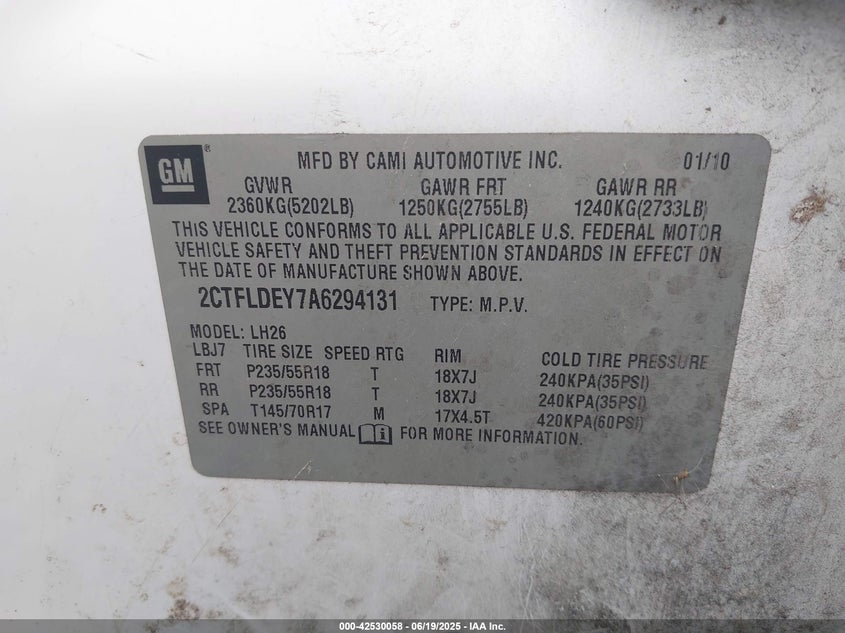 GM ® MFD BY CAMI AUTOMOTIVE INC. 01/10
GVWR GAWR FRT GAWR RR
2360KG(5202LB) 1250KG(2755LB) 1240KG(2733LB)
THIS VEHICLE CONFORMS TO ALL APPLICABLE U.S. FEDERAL MOTOR
VEHICLE SAFETY AND THEFT PREVENTION STANDARDS IN EFFECT ON
THE DATE OF MANUFACTURE SHOWN ABOVE.
2CTFLDEY7A6294131 TYPE: M.P.V.
MODEL: LH26
LBJ7 TIRE SIZE SPEED RTG RIM COLD TIRE PRESSURE
FRT P235/55R18 T 18X7J 240KPA(35PSI)
RR P235/55R18 T 18X7J 240KPA(35PSI)
SPA T145/70R17 M 17X4.5T 420KPA(60PSI)
SEE OWNER'S MANUAL i FOR MORE INFORMATION.
000-42530058 - 06/19/2025 - IAA Inc.